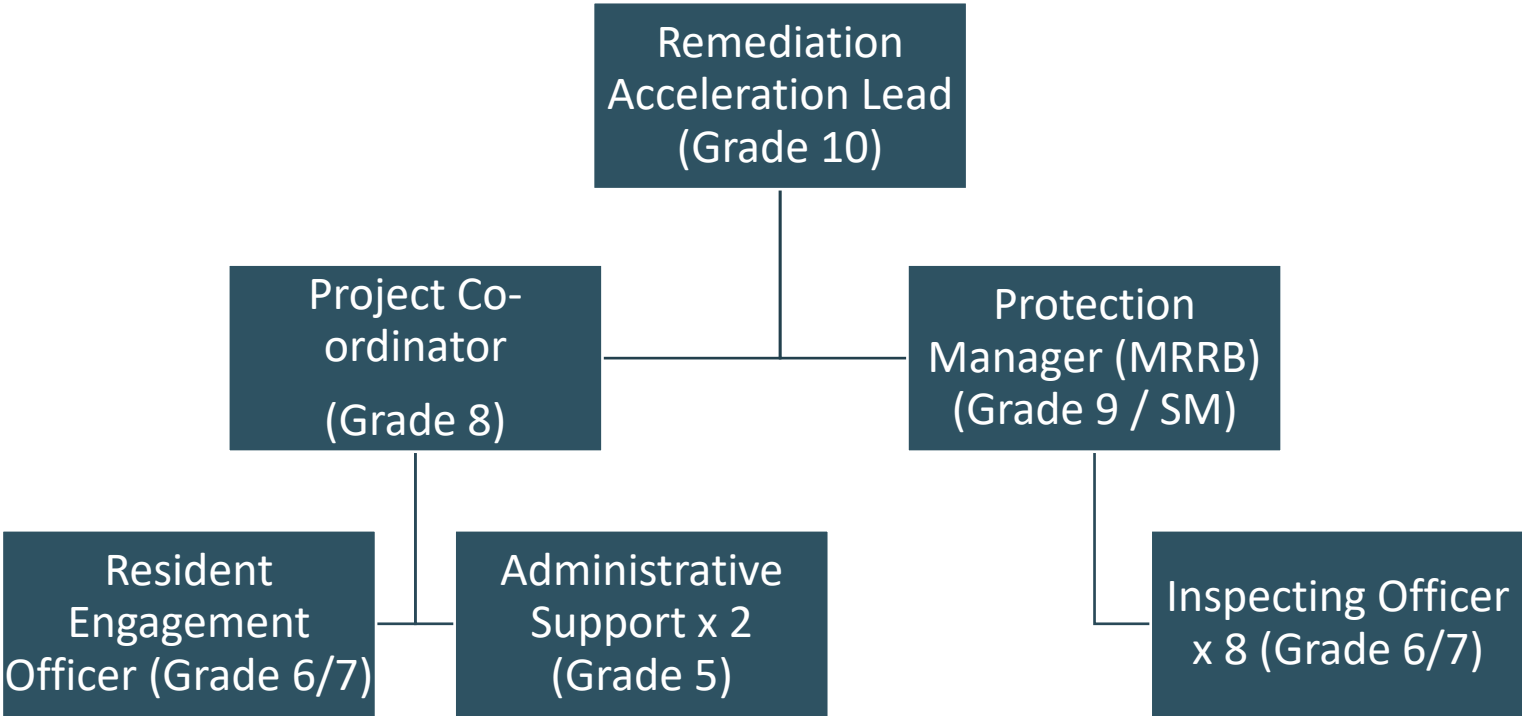 Remediation
Acceleration Lead
(Grade 10)
Project Co-
ordinator
(Grade 8)
Protection
Manager (MRRB)
(Grade 9 / SM)
Resident
Engagement
Officer (Grade 6/7)
Administrative
Support x 2
(Grade 5)
Inspecting Officer
x 8 (Grade 6/7)